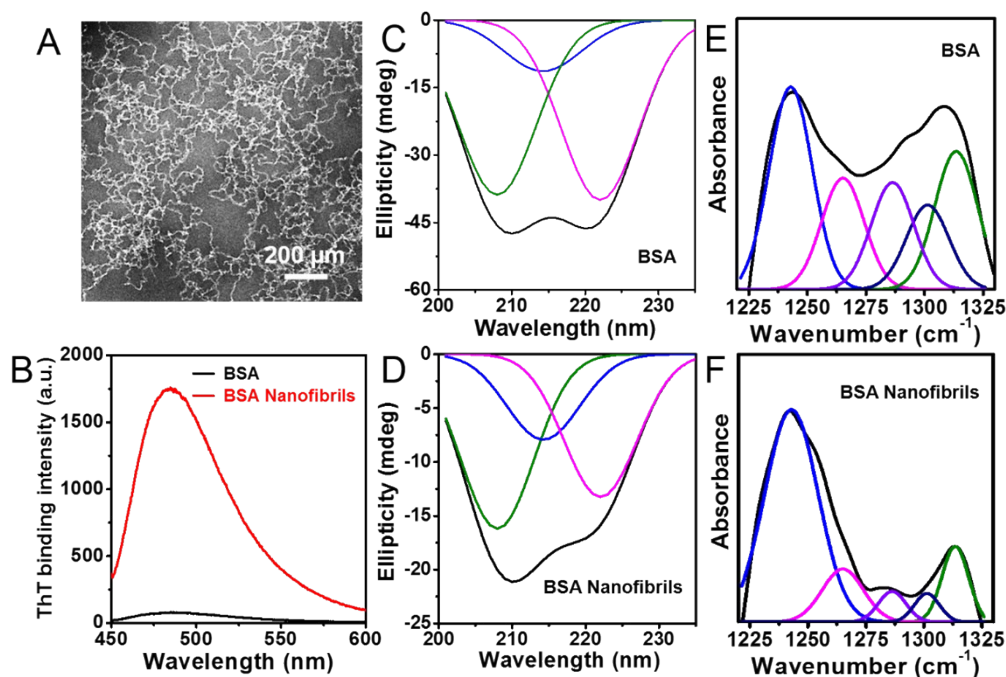 A
200 μm
B
ThT binding intensity (a.u.)
2000
1500
1000
500
0
BSA
BSA Nanofibrils
450 500 550 600
Wavelength (nm)
C
Ellipticity (mdeg)
0
-15
-30
-45
-60
BSA
200 210 220 230
Wavelength (nm)
D
Ellipticity (mdeg)
0
-5
-10
-15
-20
-25
BSA Nanofibrils
200 210 220 230
Wavelength (nm)
E
BSA
Absorbance
1225 1250 1275 1300 1325
Wavenumber (cm⁻¹)
F
BSA Nanofibrils
Absorbance
1225 1250 1275 1300 1325
Wavenumber (cm⁻¹)